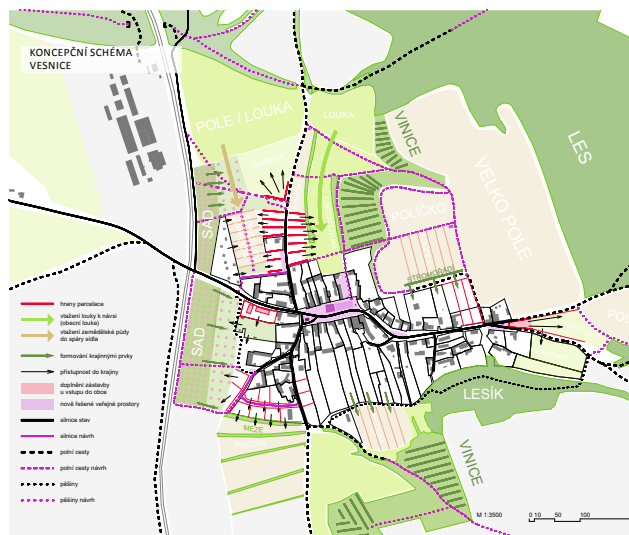 KONCEPČNÍ SCHÉMA
VESNICE
POLE / LOUKA
LOUKA
VINICE
LES
VELKO POLE
SAD
POLÍČKO
STROMOŘADÍ
SAD
LESÍK
MEZE
VINICE
hrany parcelace
vtažení louky k návsi
(obecní louka)
vtažení zemědělské půdy
do spáry sídla
formování krajinnými prvky
přístupnost do krajiny
doplnění zástavby
u vstupu do obce
nově řešené veřejné prostory
silnice stav
silnice návrh
polní cesty
polní cesty návrh
pěšiny
pěšiny návrh
M 1:3500
0 10 50 100